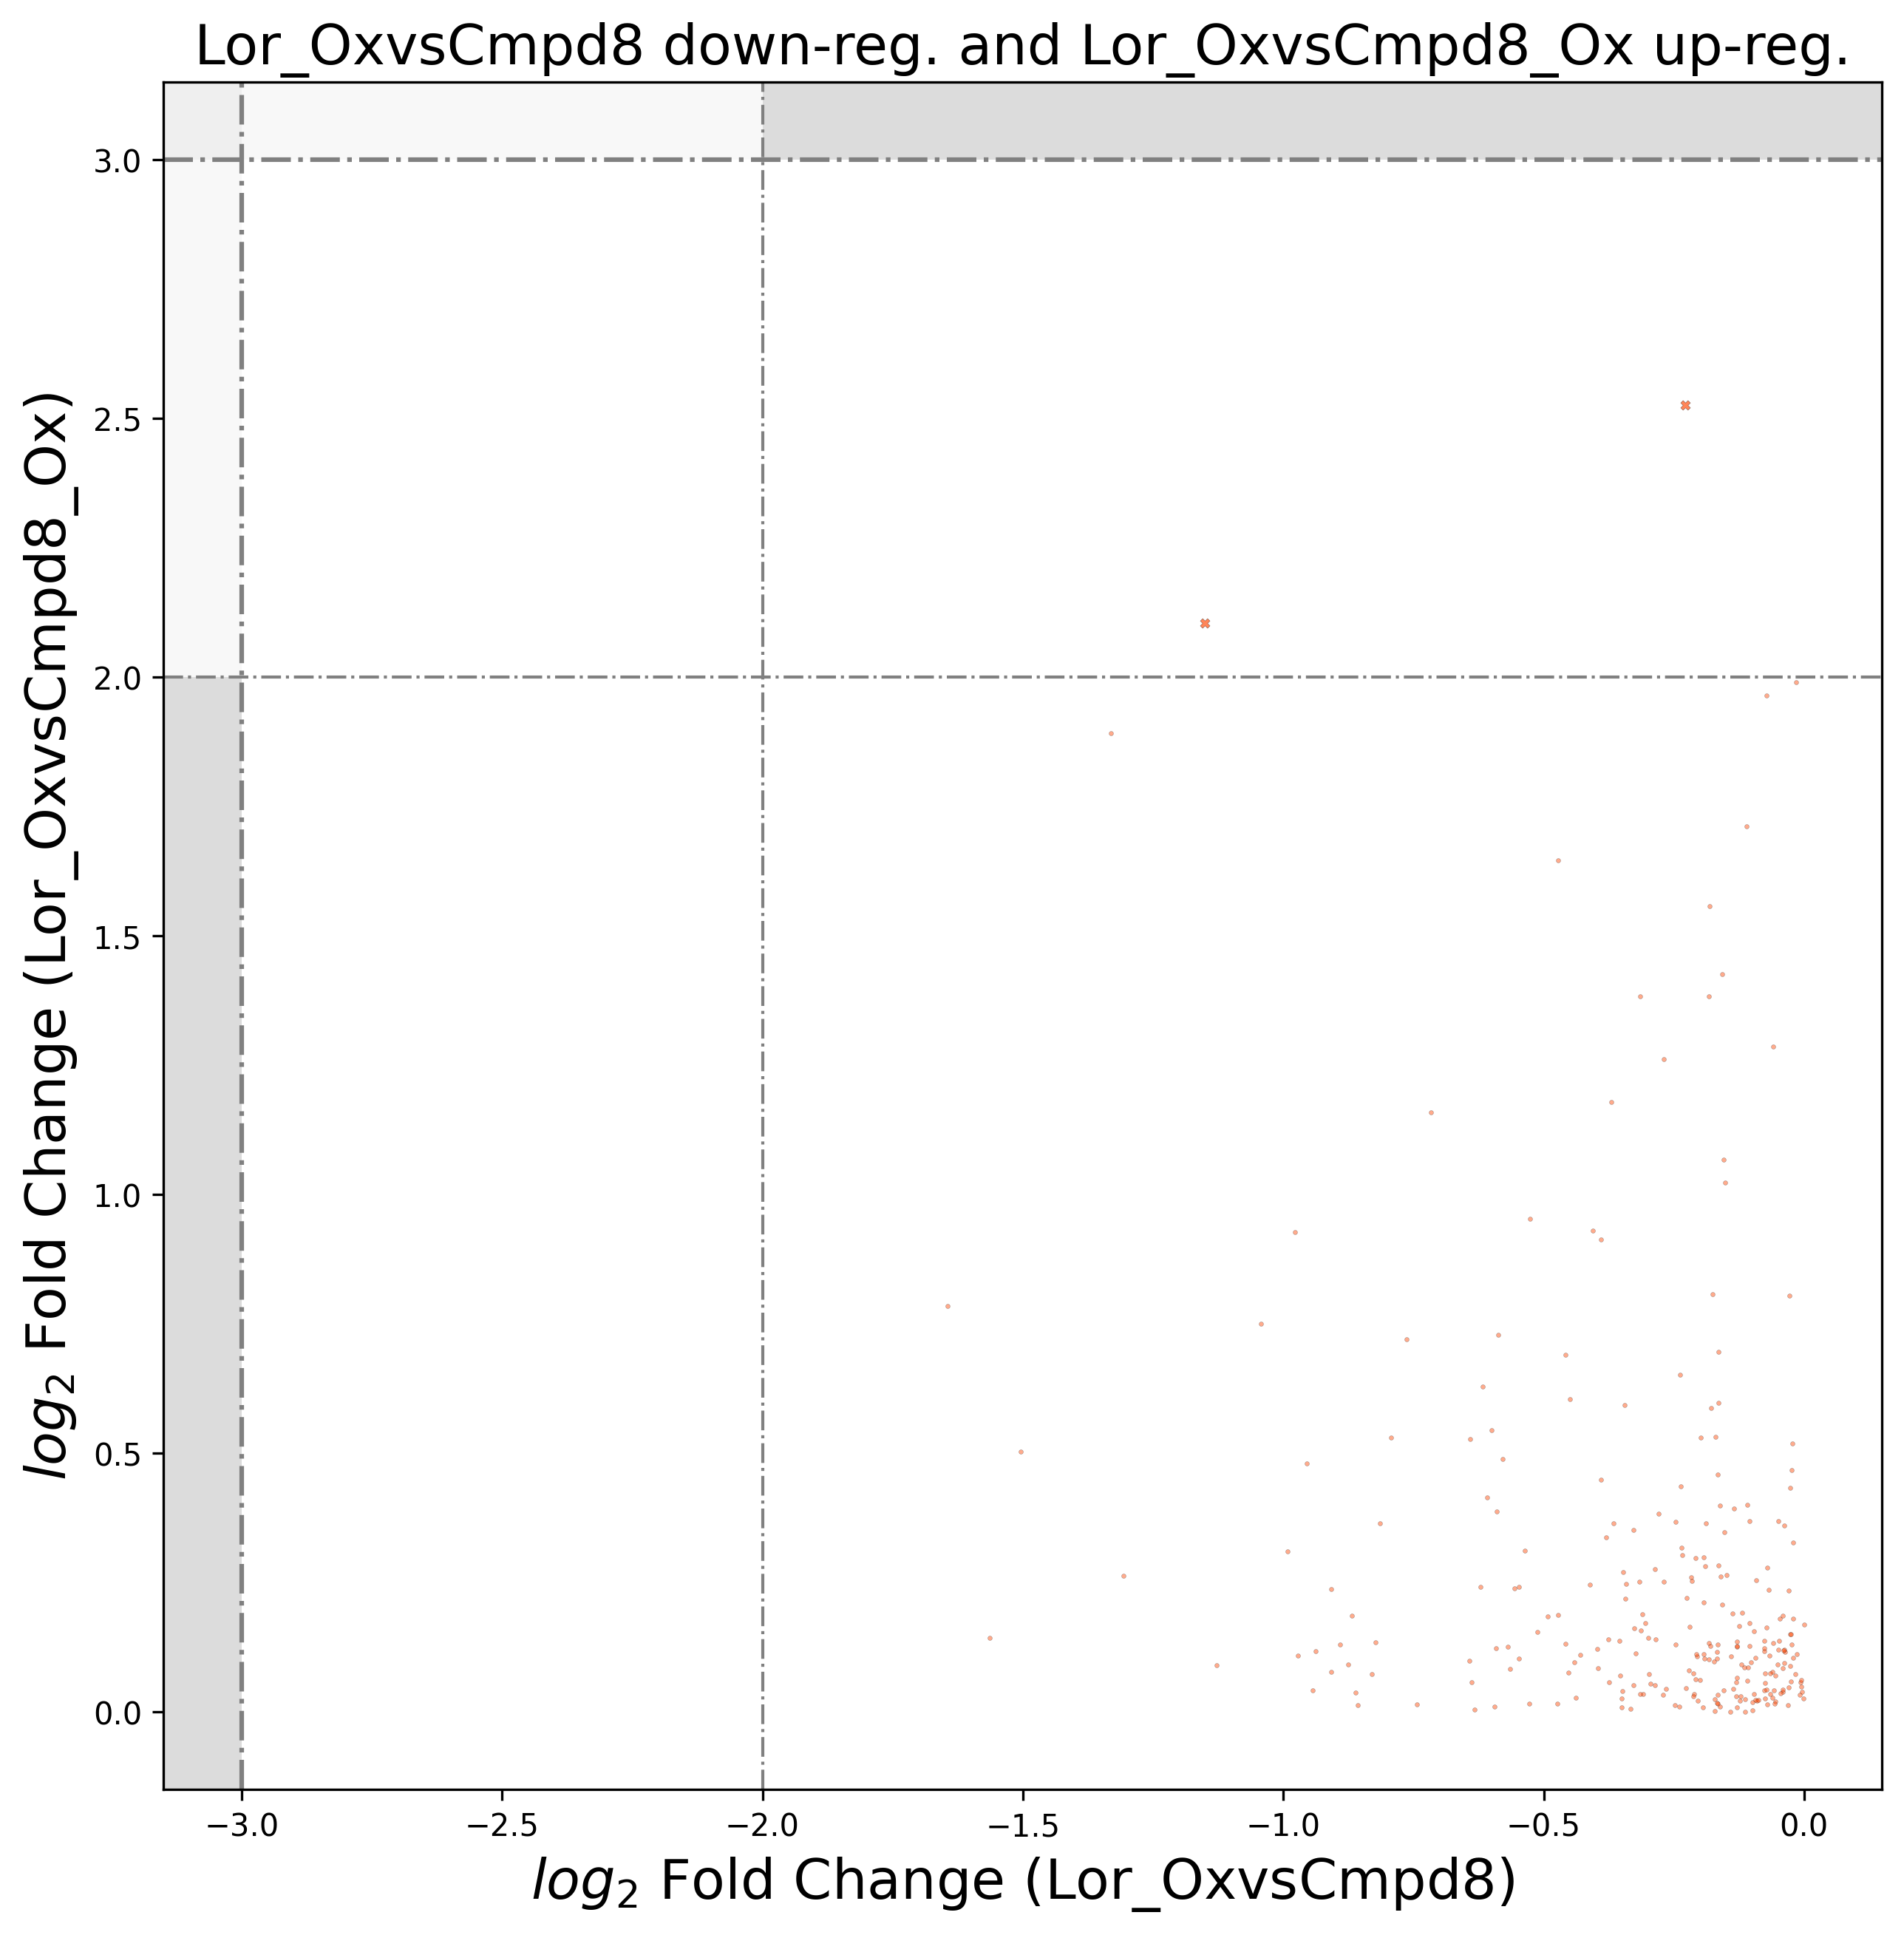 Lor_OxvsCmpd8 down-reg. and Lor_OxvsCmpd8_Ox up-reg.
log2 Fold Change (Lor_OxvsCmpd8_Ox)
3.0
2.5
2.0
1.5
1.0
0.5
0.0
−3.0 −2.5 −2.0 −1.5 −1.0 −0.5 0.0
log2 Fold Change (Lor_OxvsCmpd8)